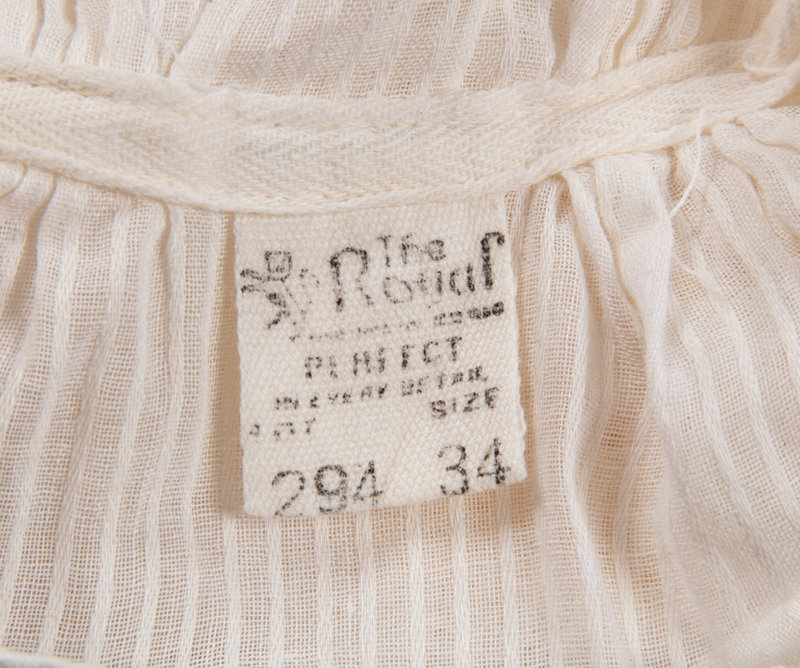 The
Royal
PERFECT
IN EVERY DETAIL
SIZE
294 34